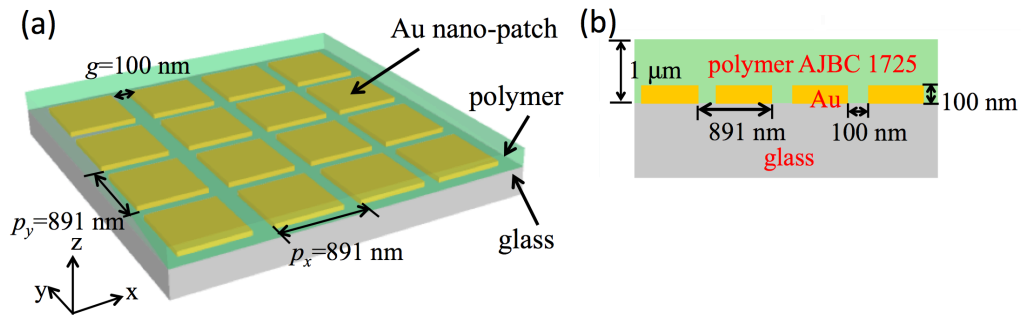 (a)
Au nano-patch
g=100 nm
polymer
glass
py=891 nm
px=891 nm
z
y
x
(b)
1 μm
polymer AJBC 1725
Au
100 nm
891 nm
100 nm
glass